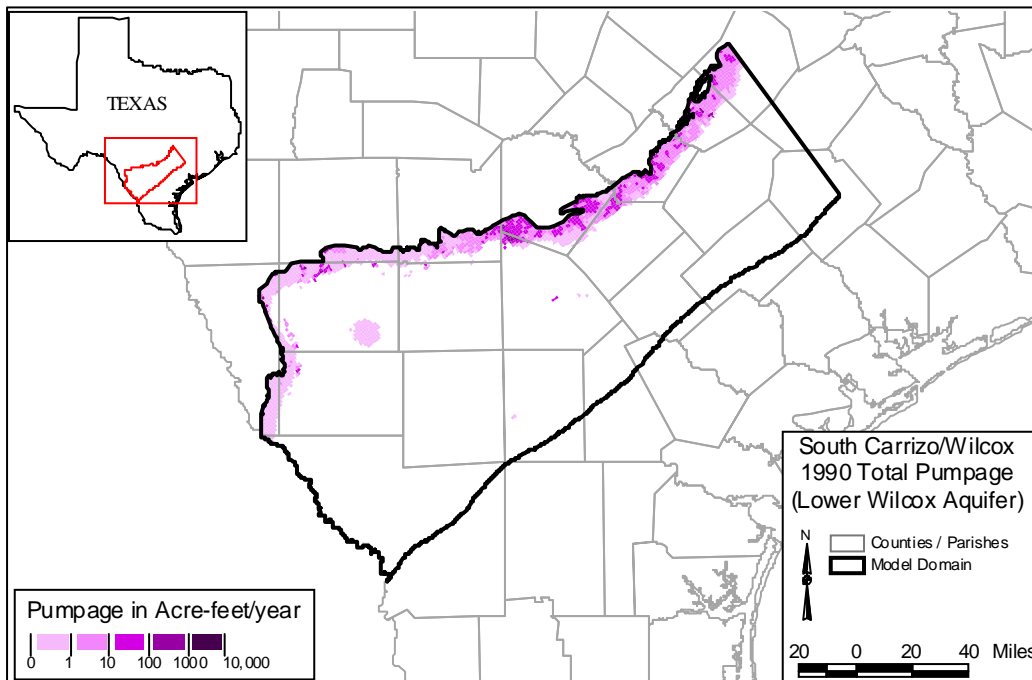 TEXAS
South Carrizo/Wilcox
1990 Total Pumpage
(Lower Wilcox Aquifer)
N
Counties / Parishes
Model Domain
20 0 20 40 Miles
Pumpage in Acre-feet/year
0 1 10 100 1000 10,000